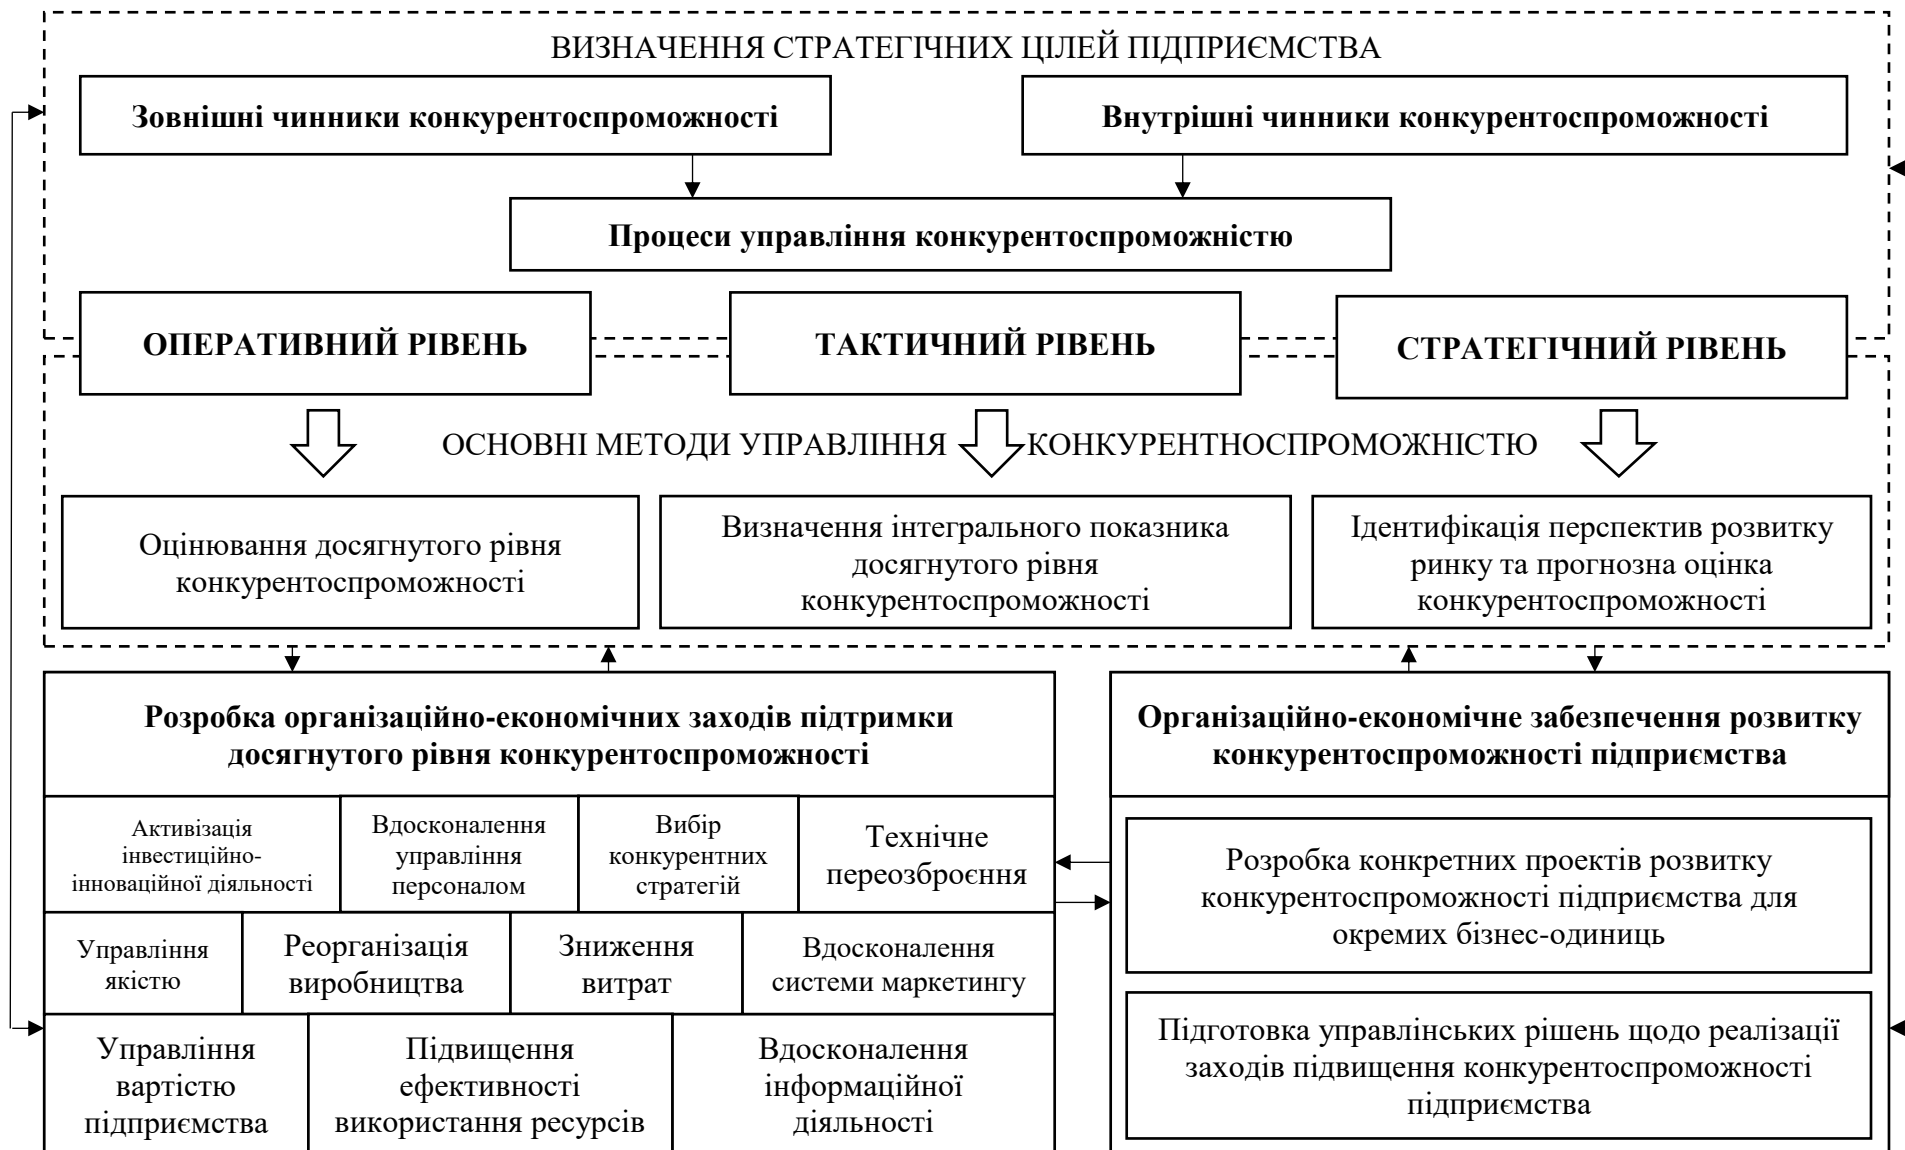 ВИЗНАЧЕННЯ СТРАТЕГІЧНИХ ЦІЛЕЙ ПІДПРИЄМСТВА
Зовнішні чинники конкурентоспроможності
Внутрішні чинники конкурентоспроможності
Процеси управління конкурентоспроможністю
ОПЕРАТИВНИЙ РІВЕНЬ
ТАКТИЧНИЙ РІВЕНЬ
СТРАТЕГІЧНИЙ РІВЕНЬ
ОСНОВНІ МЕТОДИ УПРАВЛІННЯ КОНКУРЕНТНОСПРОМОЖНІСТЮ
Оцінювання досягнутого рівня
конкурентоспроможності
Визначення інтегрального показника
досягнутого рівня
конкурентоспроможності
Ідентифікація перспектив розвитку
ринку та прогнозна оцінка
конкурентоспроможності
Розробка організаційно-економічних заходів підтримки
досягнутого рівня конкурентоспроможності
Активізація
інвестиційно-
інноваційної діяльності
Вдосконалення
управління
персоналом
Вибір
конкурентних
стратегій
Технічне
переозброєння
Управління
якістю
Реорганізація
виробництва
Зниження
витрат
Вдосконалення
системи маркетингу
Управління
вартістю
підприємства
Підвищення
ефективності
використання ресурсів
Вдосконалення
інформаційної
діяльності
Організаційно-економічне забезпечення розвитку
конкурентоспроможності підприємства
Розробка конкретних проектів розвитку
конкурентоспроможності підприємства для
окремих бізнес-одиниць
Підготовка управлінських рішень щодо реалізації
заходів підвищення конкурентоспроможності
підприємства